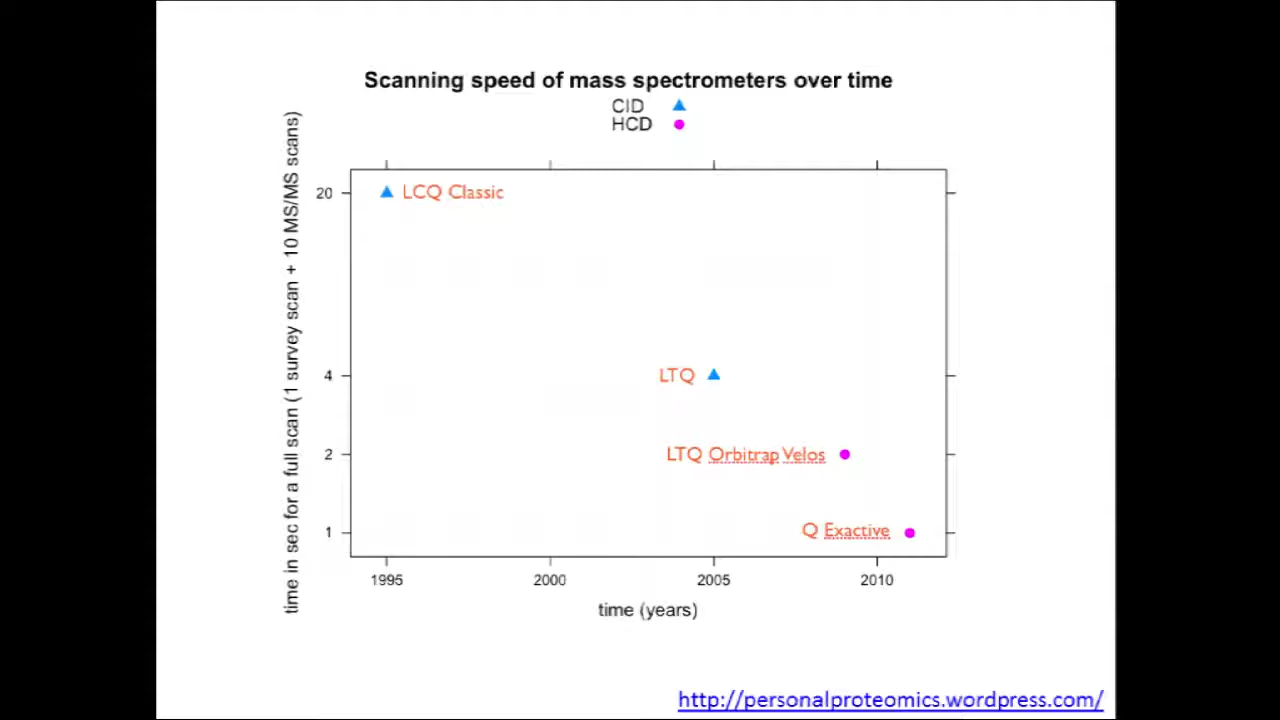 Scanning speed of mass spectrometers over time
CID
HCD
time in sec for a full scan (1 survey scan + 10 MS/MS scans)
20
LCQ Classic
4
LTQ
2
LTQ Orbitrap Velos
1
Q Exactive
1995 2000 2005 2010
time (years)
http://personalproteomics.wordpress.com/